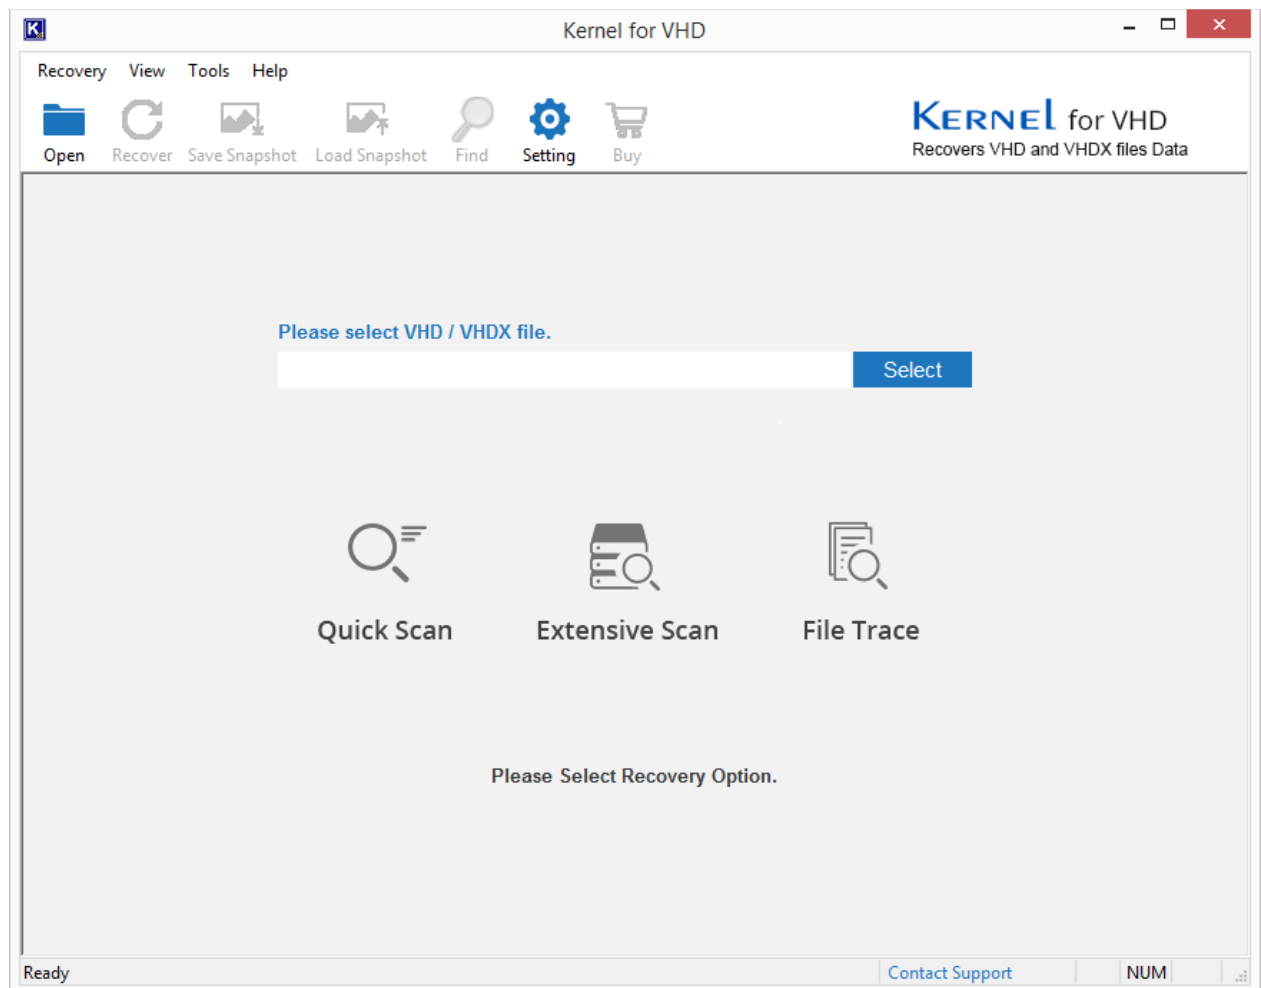 K
Kernel for VHD
Recovery View Tools Help
Open Recover Save Snapshot Load Snapshot Find Setting Buy
KERNEL for VHD
Recovers VHD and VHDX files Data
Please select VHD / VHDX file.
Select
Quick Scan Extensive Scan File Trace
Please Select Recovery Option.
Ready Contact Support NUM